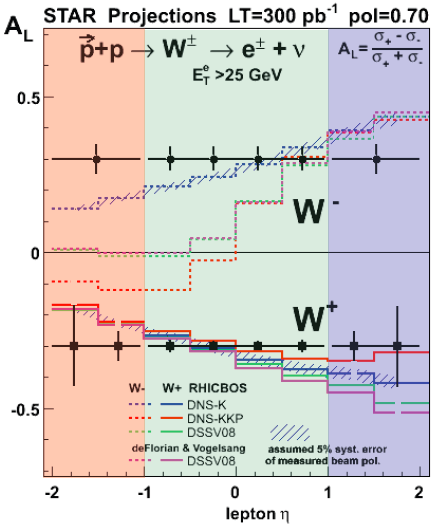 STAR Projections LT=300 pb⁻¹ pol=0.70
A_L
p⃗+p → W± → e± + ν
A_L = (σ₊ - σ₋)/(σ₊ + σ₋)
E_T^e >25 GeV
0.5
W⁻
0
W⁺
W- W+ RHICBOS
DNS-K
DNS-KKP
DSSV08
deFlorian & Vogelsang
DSSV08
assumed 5% syst. error
of measured beam pol.
-0.5
-2 -1 0 1 2
lepton η